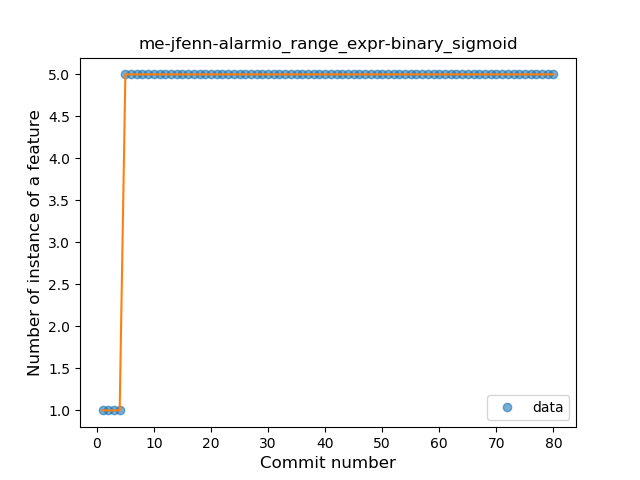 me-jfenn-alarmio_range_expr-binary_sigmoid
Number of instance of a feature
5.0
4.5
4.0
3.5
3.0
2.5
2.0
1.5
1.0
data
0 10 20 30 40 50 60 70 80
Commit number